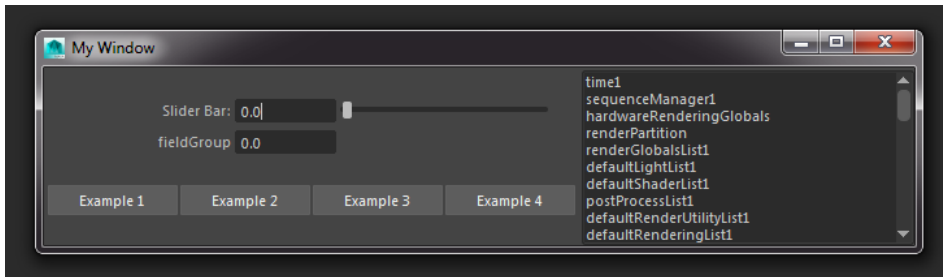 My Window
Slider Bar: 0.0
fieldGroup 0.0
Example 1 Example 2 Example 3 Example 4
time1
sequenceManager1
hardwareRenderingGlobals
renderPartition
renderGlobalsList1
defaultLightList1
defaultShaderList1
postProcessList1
defaultRenderUtilityList1
defaultRenderingList1